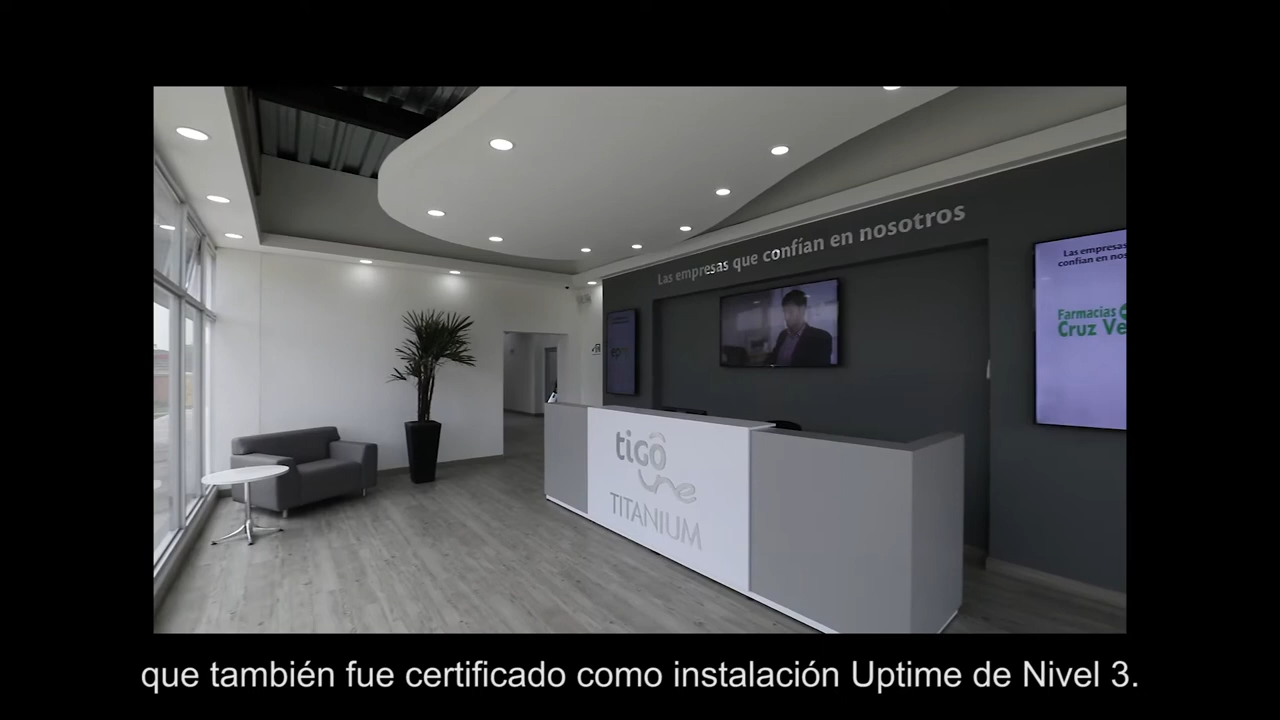 Las empresas que confían en nosotros
Las empresas
confían en nos
Farmacias
Cruz Ve
tigo
une
TITANIUM
que también fue certificado como instalación Uptime de Nivel 3.